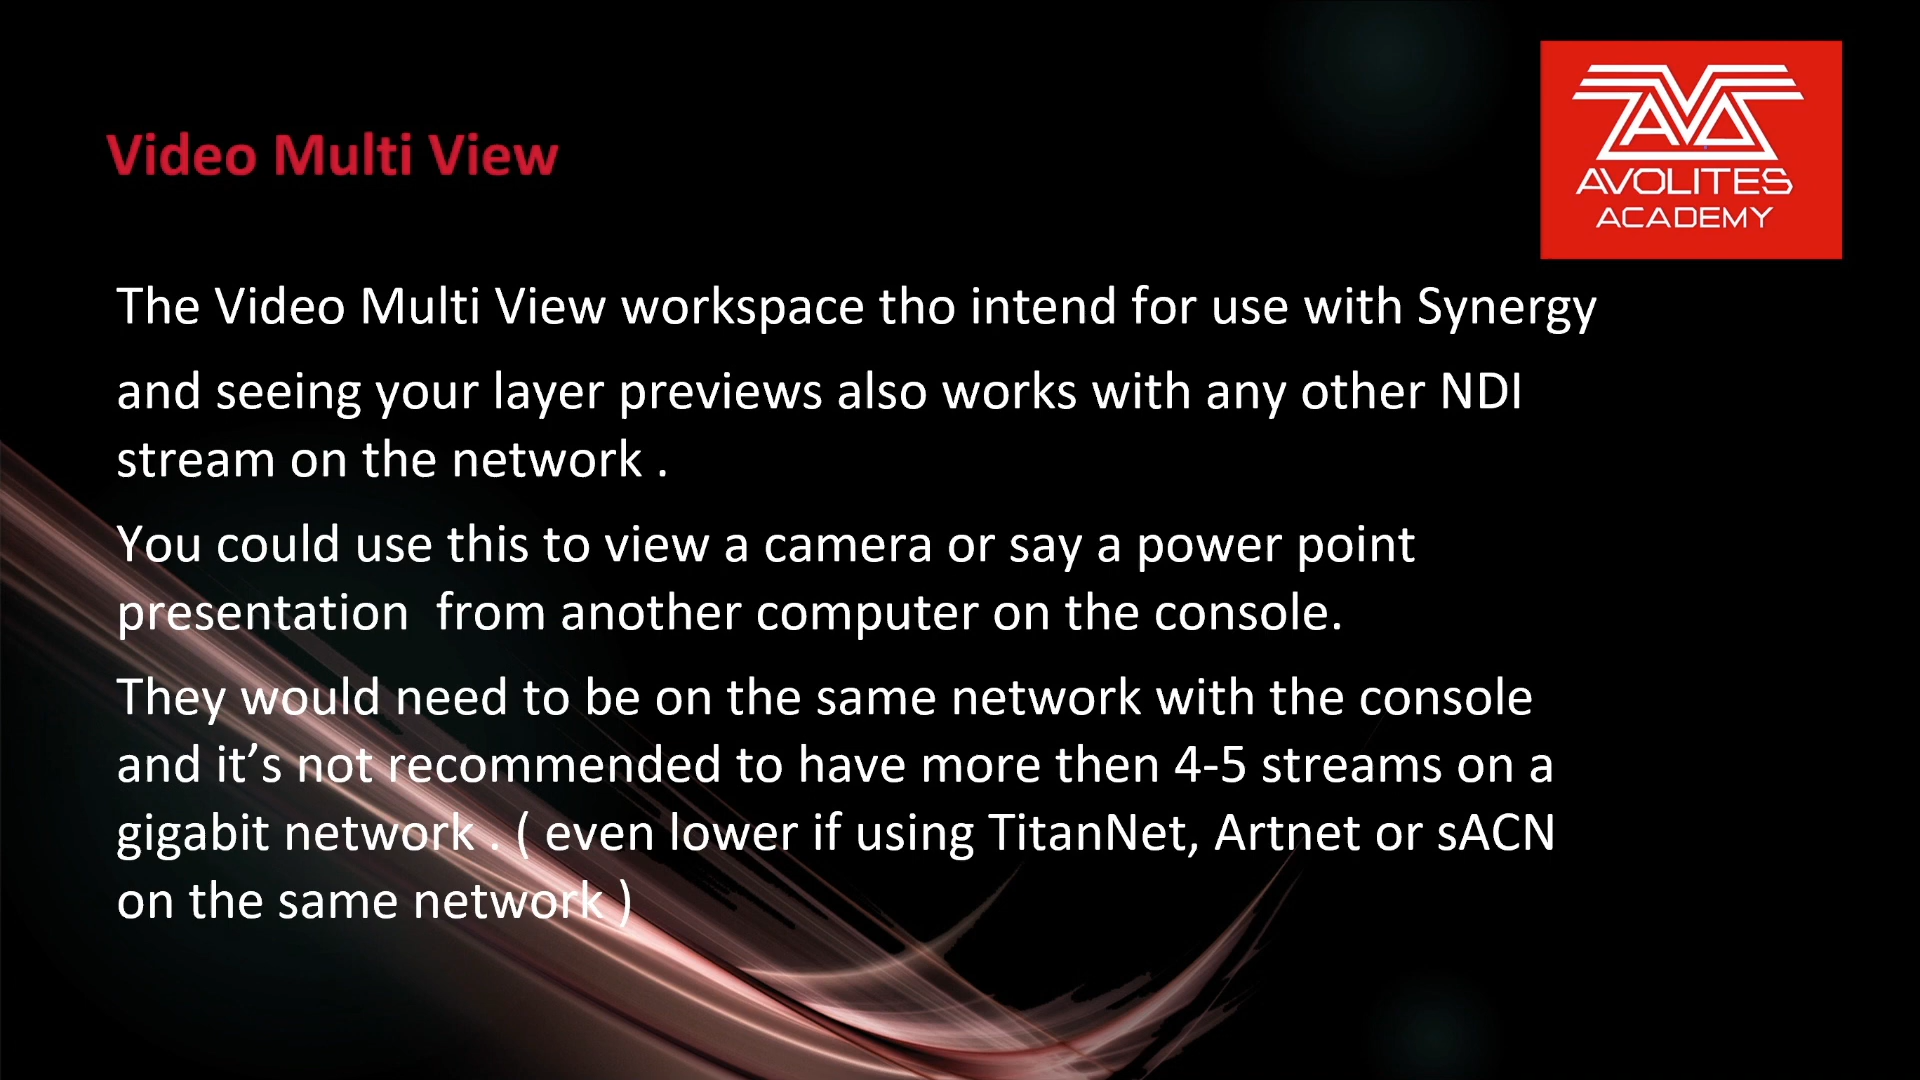 AVOLITES
ACADEMY
Video Multi View
The Video Multi View workspace tho intend for use with Synergy
and seeing your layer previews also works with any other NDI
stream on the network .
You could use this to view a camera or say a power point
presentation  from another computer on the console.
They would need to be on the same network with the console
and it’s not recommended to have more then 4-5 streams on a
gigabit network . ( even lower if using TitanNet, Artnet or sACN
on the same network )